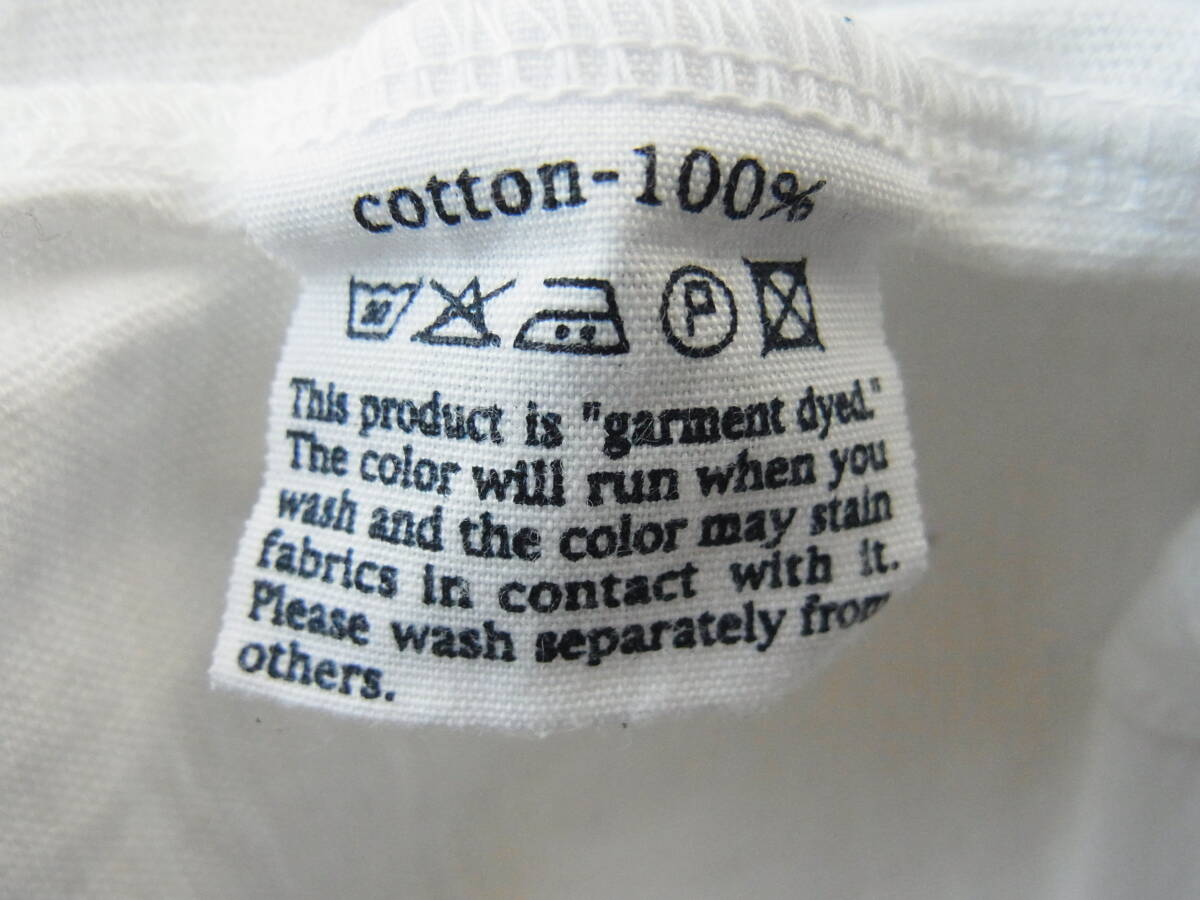 cotton-100%
30 P
This product is "garment dyed."
The color will run when you
wash and the color may stain
fabrics in contact with it.
Please wash separately from
others.